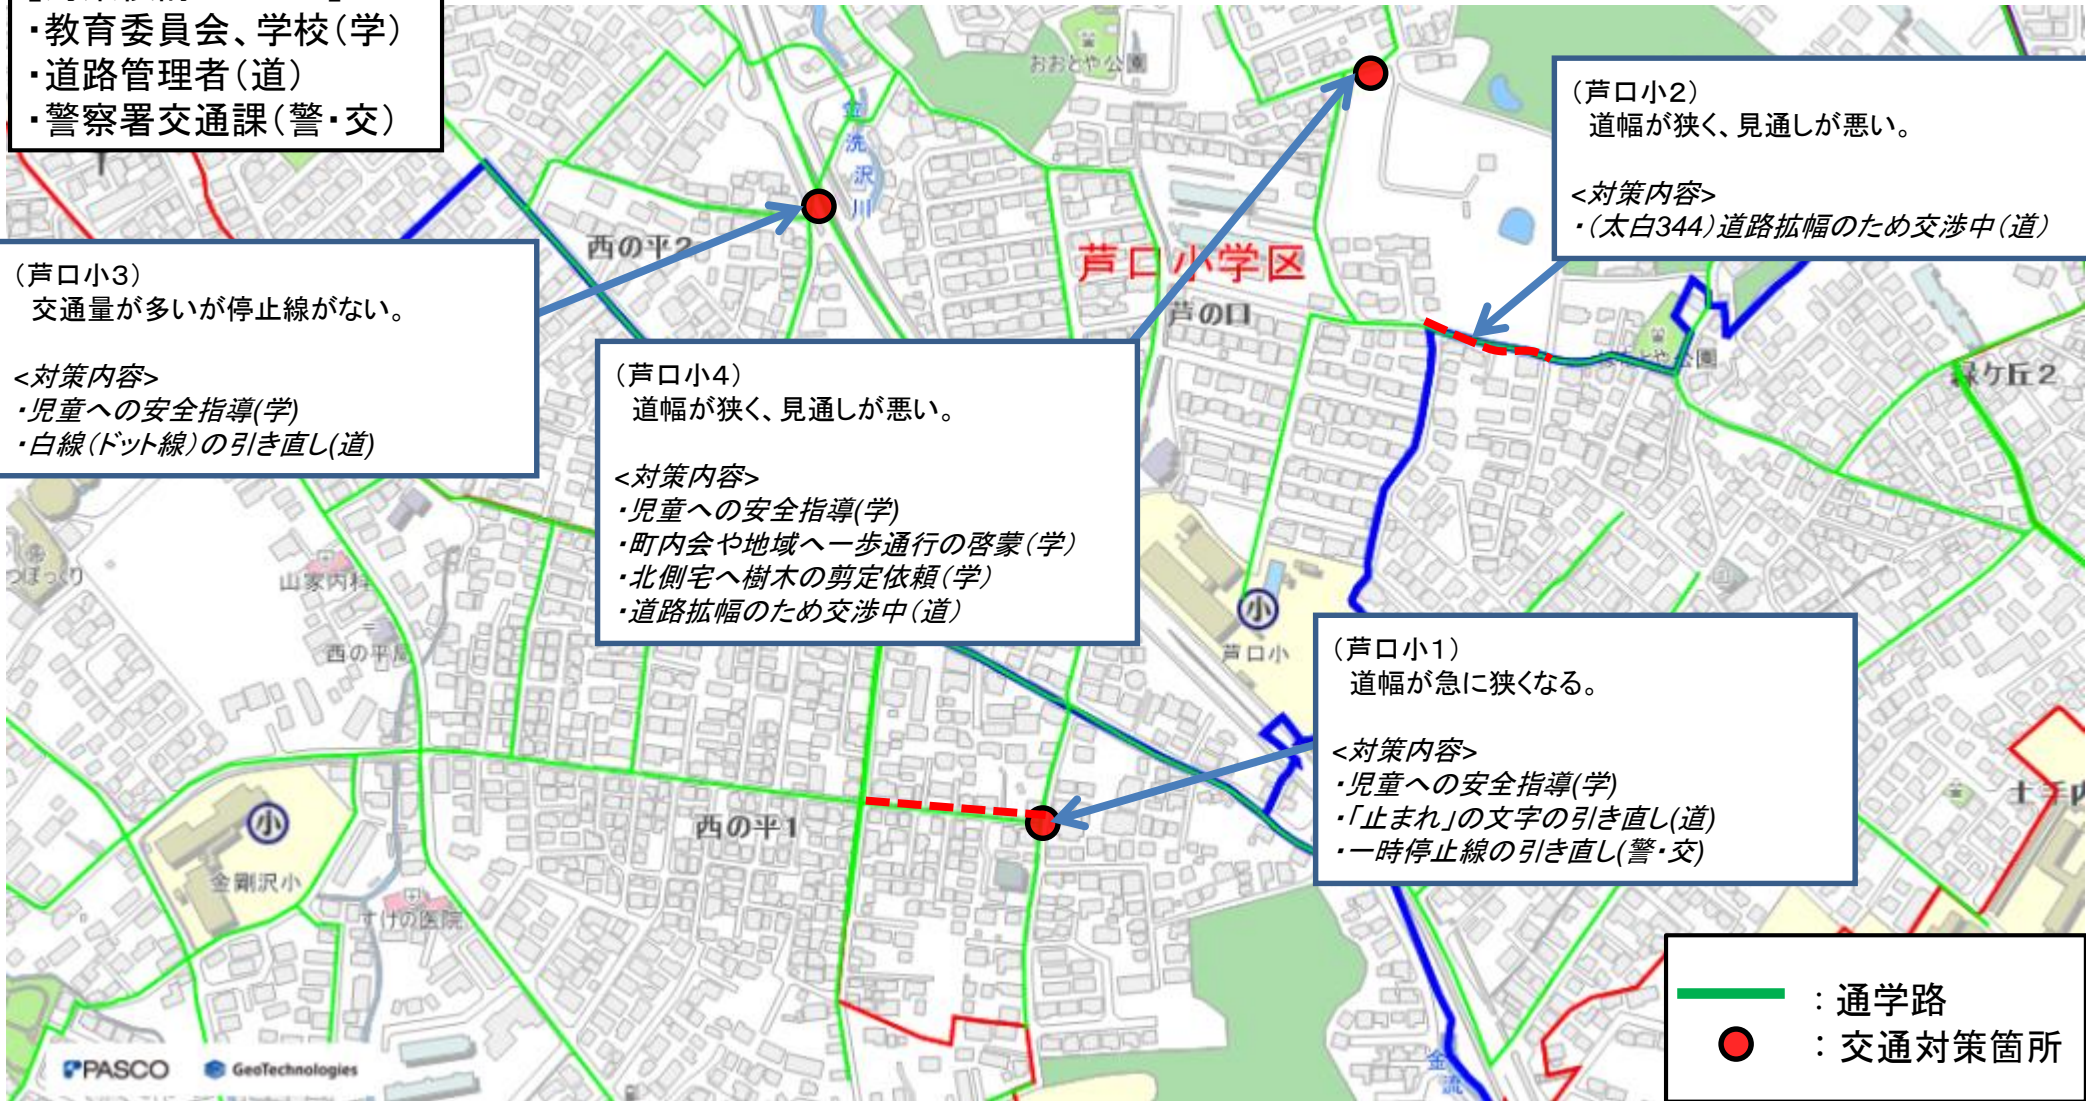 ・教育委員会、学校(学)
・道路管理者(道)
・警察署交通課(警・交)
おおとや公園
金洗沢川
(芦口小2)
道幅が狭く、見通しが悪い。
<対策内容>
・(太白344)道路拡幅のため交渉中(道)
西の平2
芦口小学区
芦の口
(芦口小3)
交通量が多いが停止線がない。
<対策内容>
・児童への安全指導(学)
・白線(ドット線)の引き直し(道)
(芦口小4)
道幅が狭く、見通しが悪い。
<対策内容>
・児童への安全指導(学)
・町内会や地域へ一歩通行の啓蒙(学)
・北側宅へ樹木の剪定依頼(学)
・道路拡幅のため交渉中(道)
公園
緑ケ丘2
山家内科
西の平局
小
芦口小
(芦口小1)
道幅が急に狭くなる。
<対策内容>
・児童への安全指導(学)
・「止まれ」の文字の引き直し(道)
・一時停止線の引き直し(警・交)
西の平1
小
金剛沢小
すけの医院
土手内
金流
PASCO
GeoTechnologies
:通学路
:交通対策箇所